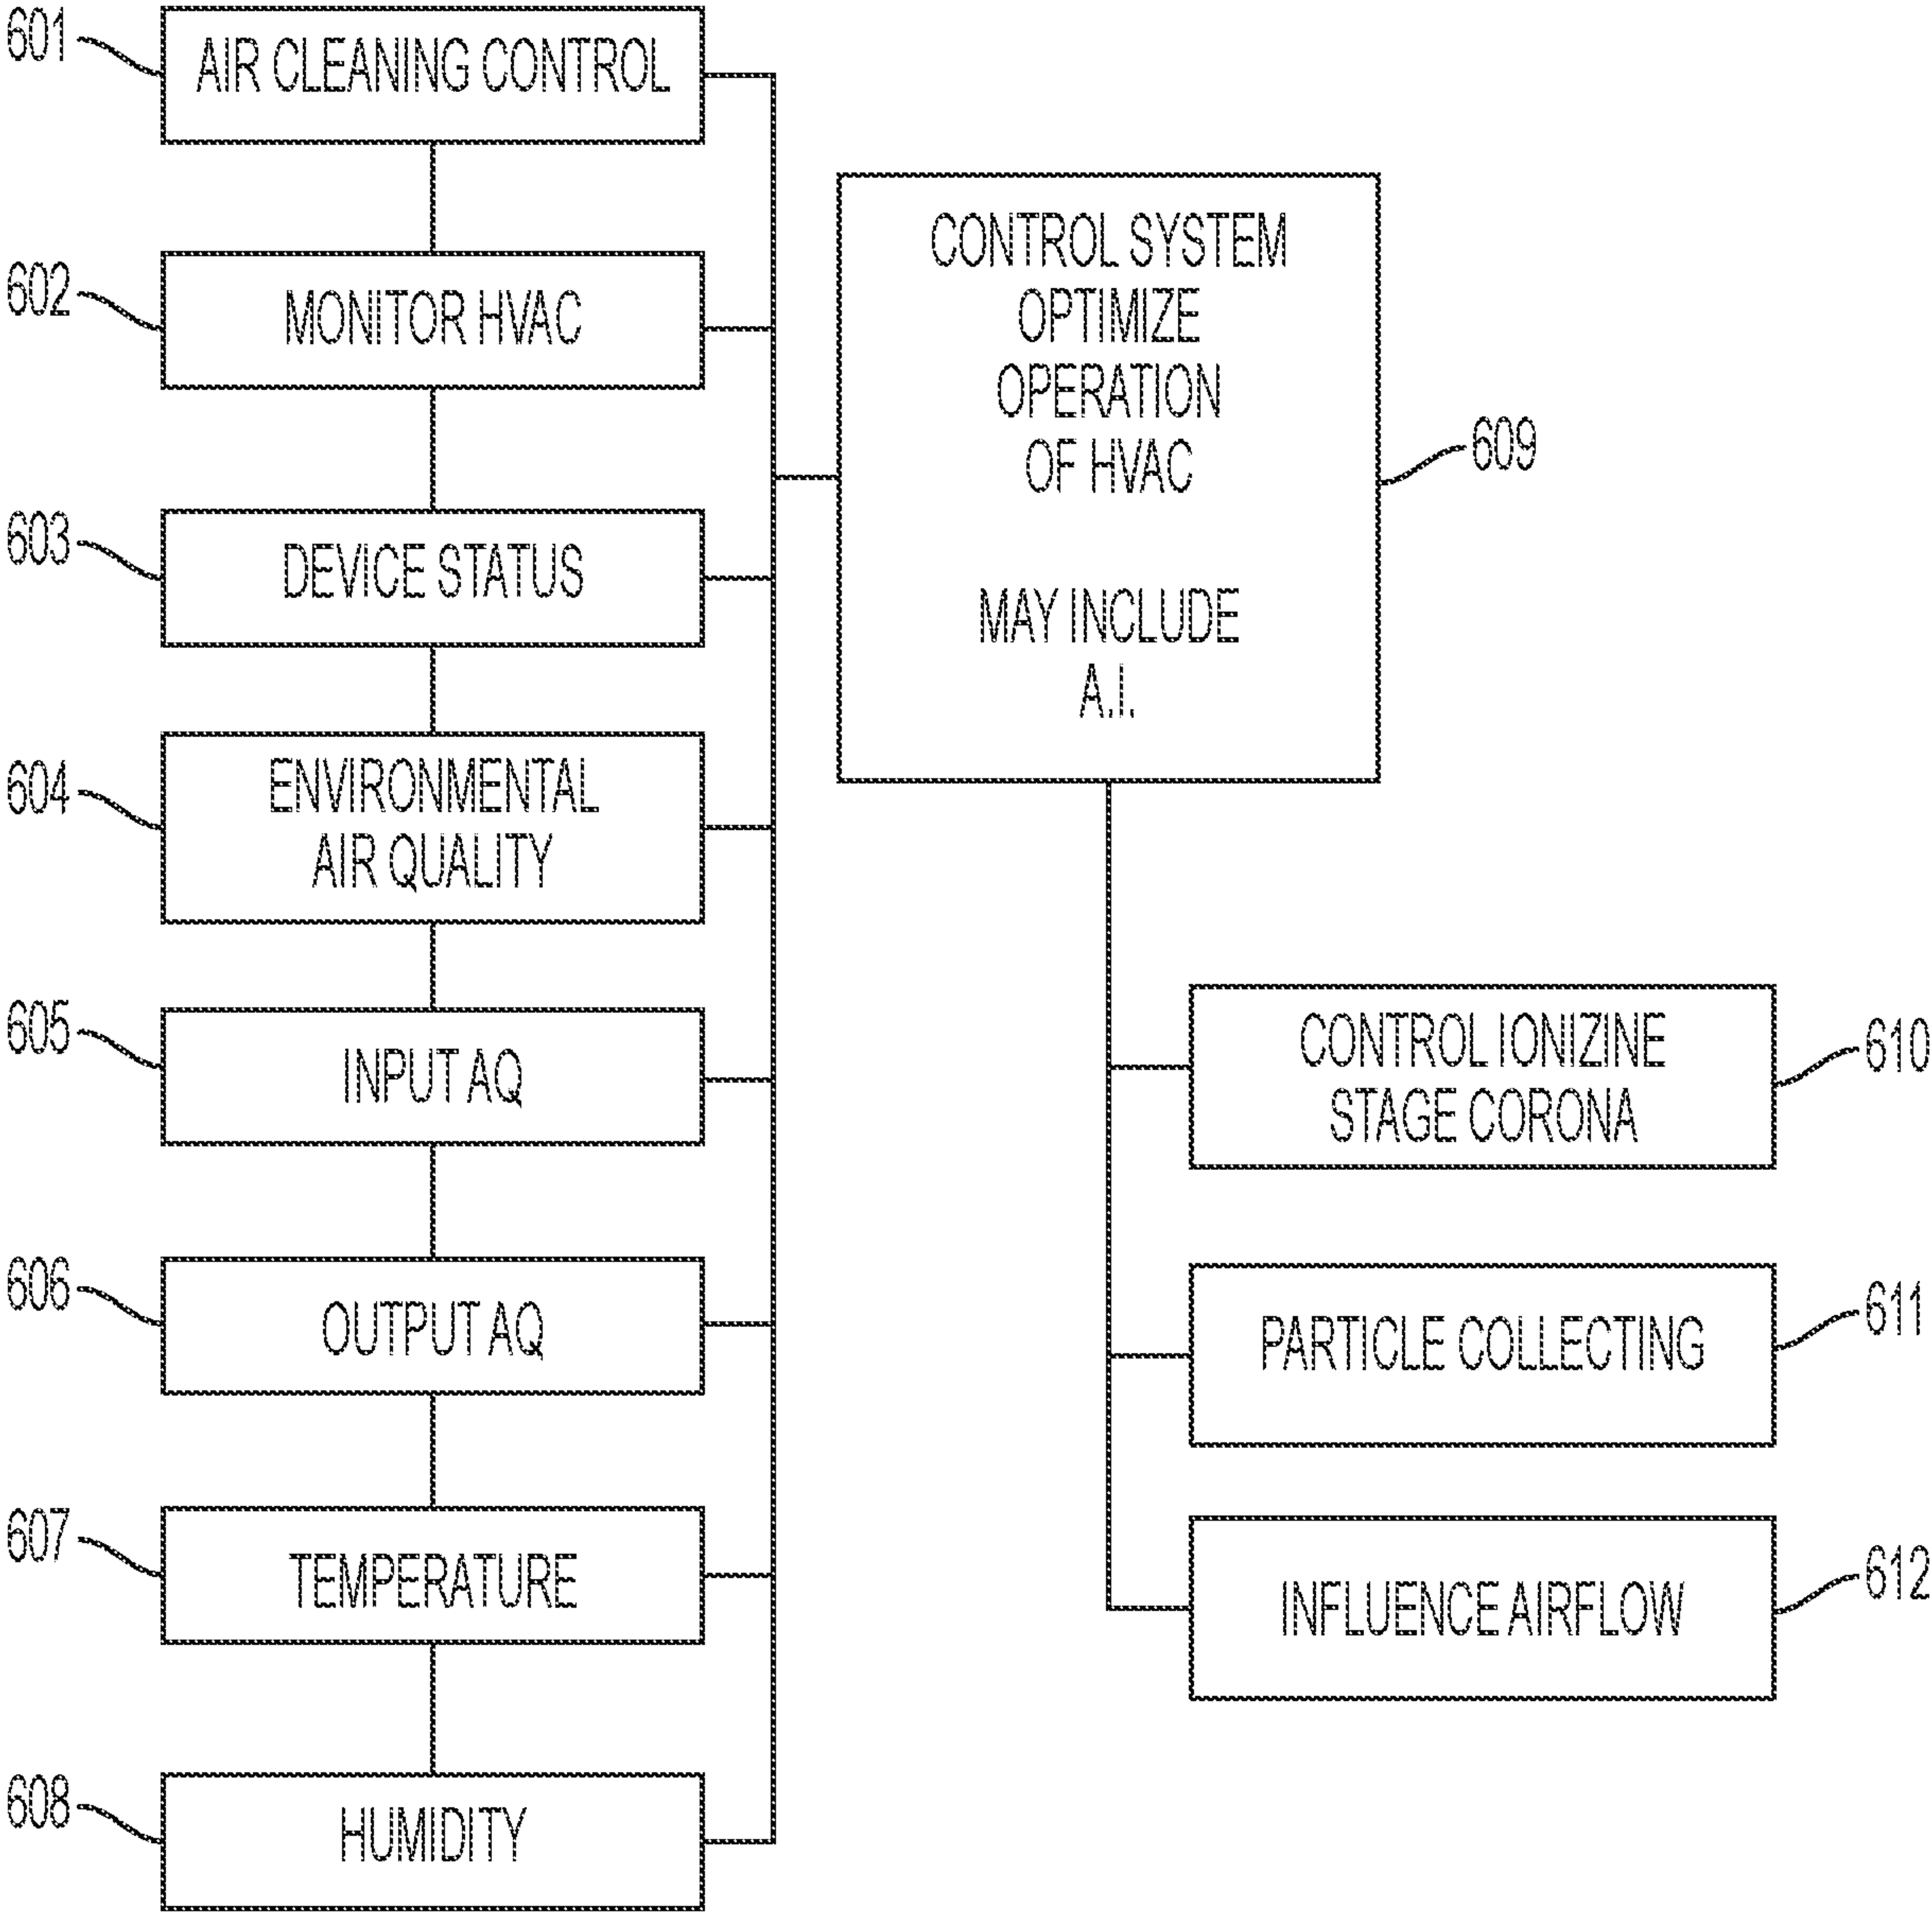 601
AIR CLEANING CONTROL
602
MONITOR HVAC
603
DEVICE STATUS
604
ENVIRONMENTAL
AIR QUALITY
605
INPUT AQ
606
OUTPUT AQ
607
TEMPERATURE
608
HUMIDITY
CONTROL SYSTEM
OPTIMIZE
OPERATION
OF HVAC
MAY INCLUDE
A.I.
609
CONTROL IONIZINE
STAGE CORONA
610
PARTICLE COLLECTING
611
INFLUENCE AIRFLOW
612